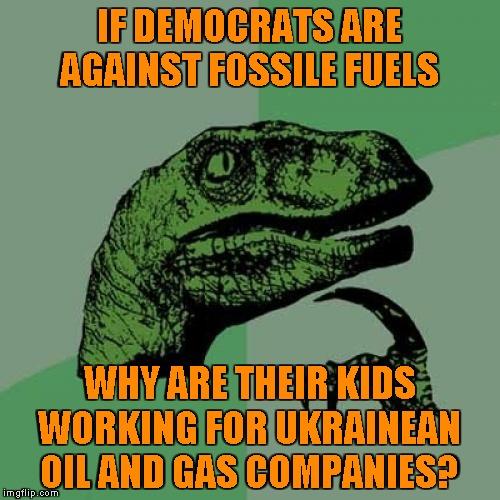 IF DEMOCRATS ARE
AGAINST FOSSILE FUELS
WHY ARE THEIR KIDS
WORKING FOR UKRAINEAN
OIL AND GAS COMPANIES?
imgflip.com